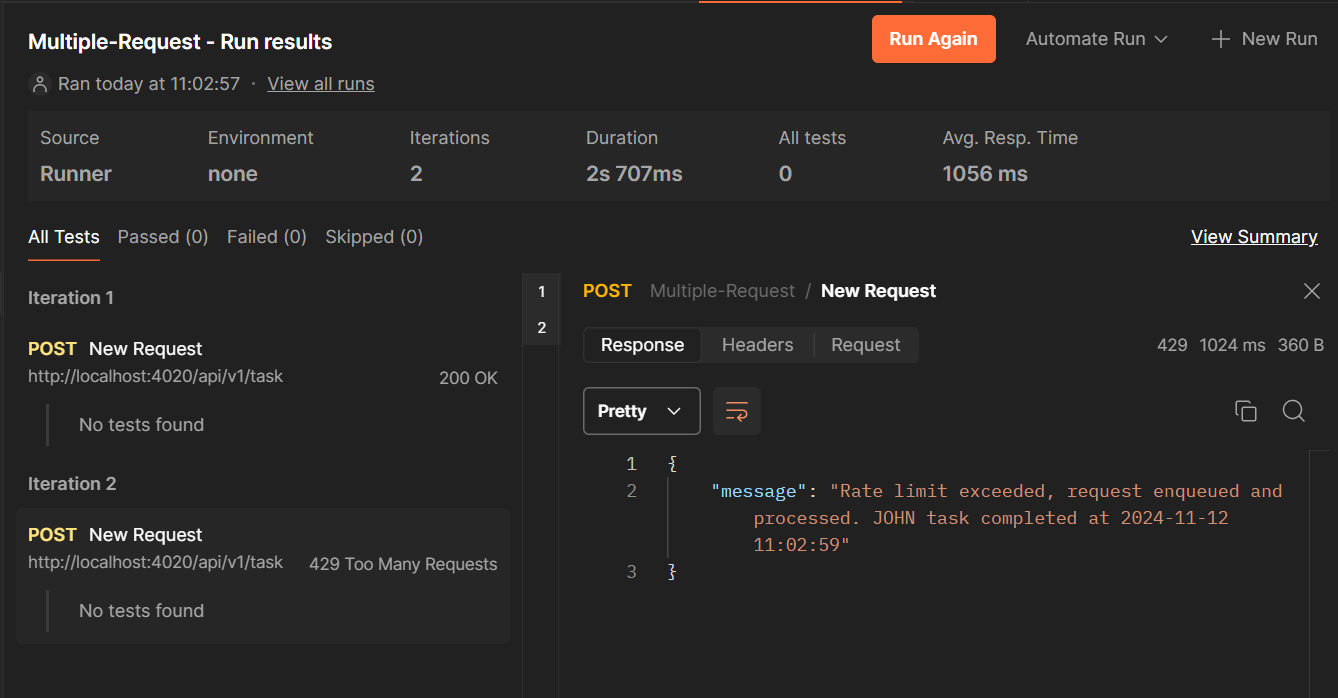 Multiple-Request - Run results
Run Again
Automate Run
New Run
Ran today at 11:02:57 · View all runs
Source Environment Iterations Duration All tests Avg. Resp. Time
Runner none 2 2s 707ms 0 1056 ms
All Tests Passed (0) Failed (0) Skipped (0)
View Summary
Iteration 1
POST New Request
http://localhost:4020/api/v1/task 200 OK
No tests found
Iteration 2
POST New Request
http://localhost:4020/api/v1/task 429 Too Many Requests
No tests found
1
2
POST Multiple-Request / New Request
Response Headers Request
429 1024 ms 360 B
Pretty
1 {
2 "message": "Rate limit exceeded, request enqueued and
processed. JOHN task completed at 2024-11-12
11:02:59"
3 }